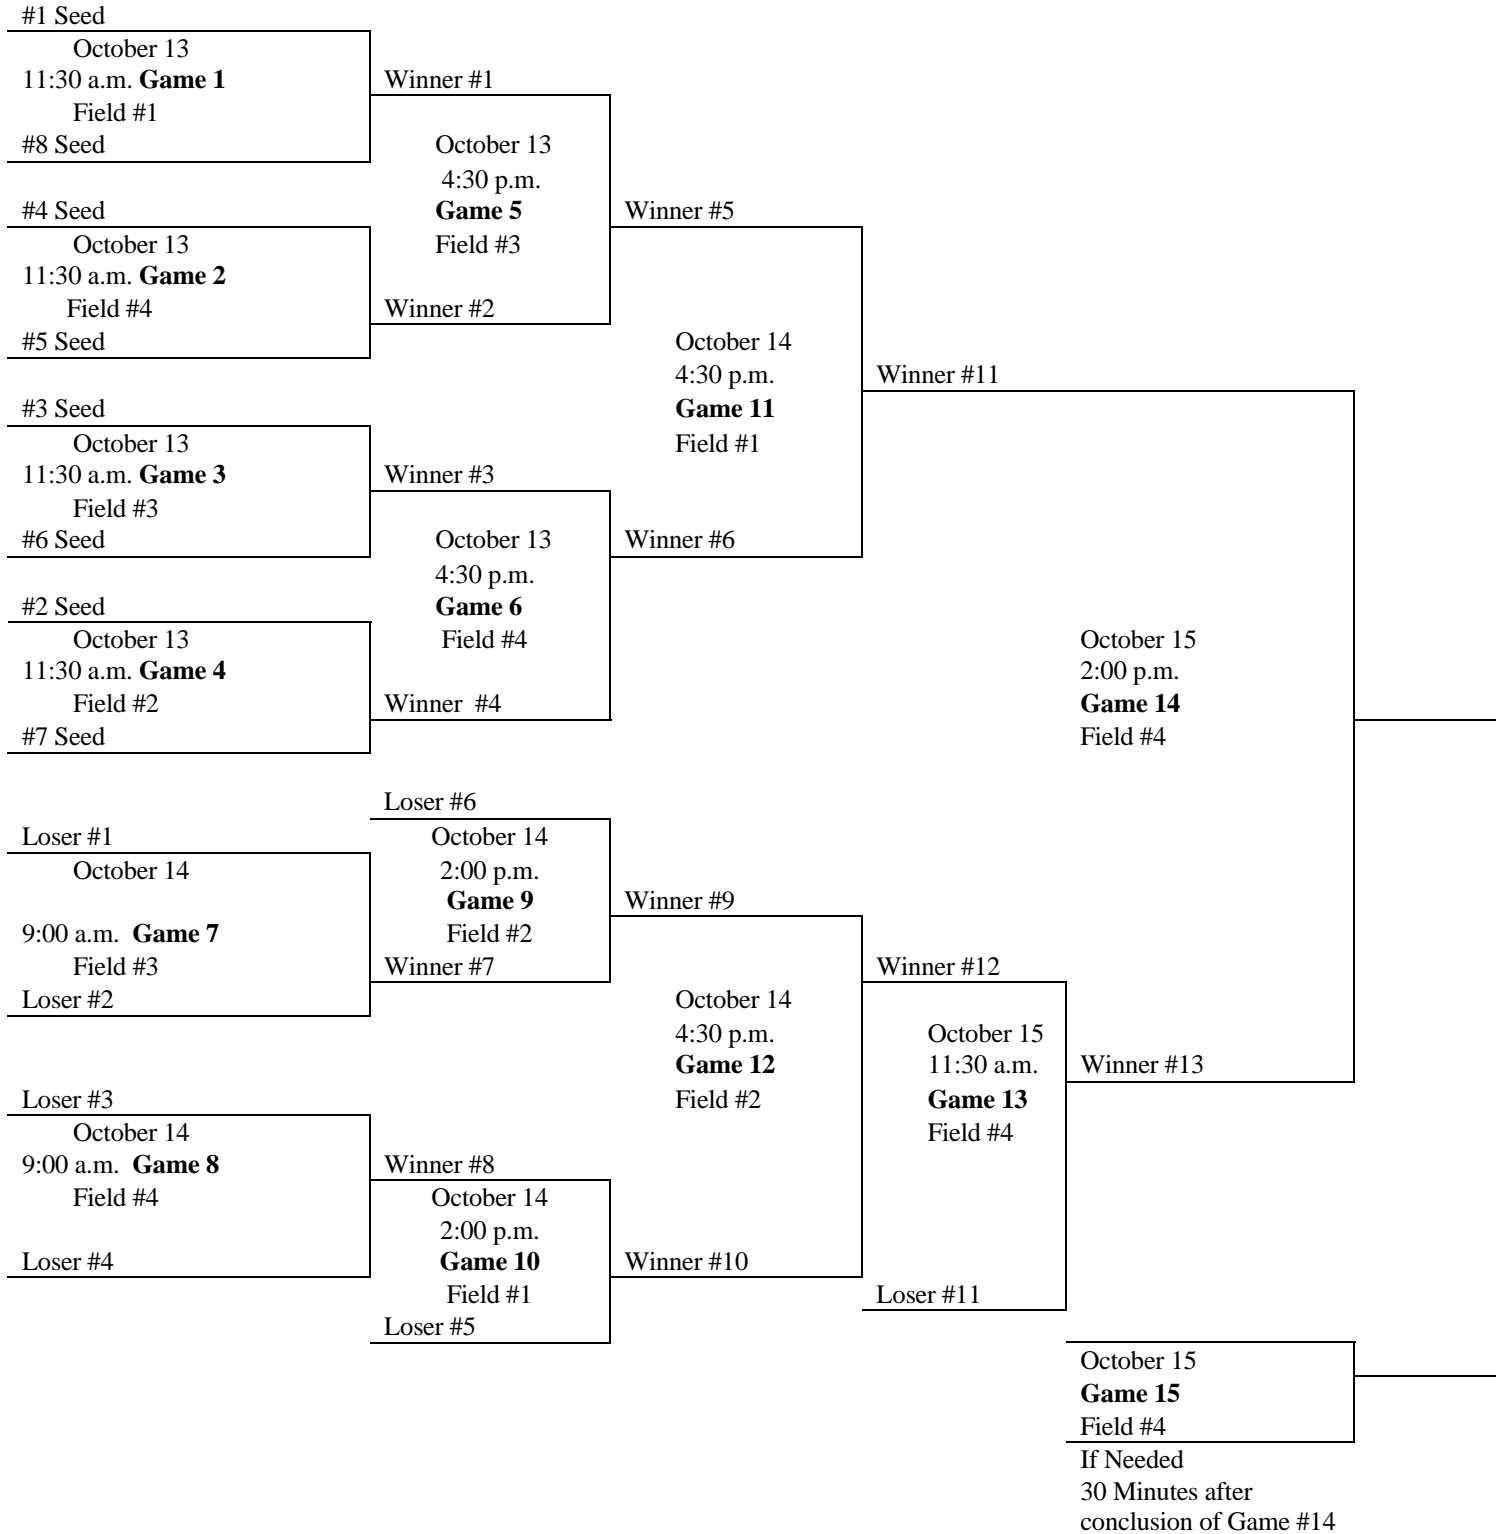 #1 Seed
October 13
11:30 a.m. Game 1
Field #1
#8 Seed
#4 Seed
October 13
11:30 a.m. Game 2
Field #4
#5 Seed
#3 Seed
October 13
11:30 a.m. Game 3
Field #3
#6 Seed
#2 Seed
October 13
11:30 a.m. Game 4
Field #2
#7 Seed
Winner #1
October 13
4:30 p.m.
Game 5
Field #3
Winner #2
Winner #3
October 13
4:30 p.m.
Game 6
Field #4
Winner #4
Winner #5
October 14
4:30 p.m.
Game 11
Field #1
Winner #6
Winner #11
October 15
2:00 p.m.
Game 14
Field #4
Loser #1
October 14
9:00 a.m. Game 7
Field #3
Loser #2
Loser #3
October 14
9:00 a.m. Game 8
Field #4
Loser #4
Loser #6
October 14
2:00 p.m.
Game 9
Field #2
Winner #7
Winner #8
October 14
2:00 p.m.
Game 10
Field #1
Loser #5
Winner #9
October 14
4:30 p.m.
Game 12
Field #2
Winner #10
Winner #12
October 15
11:30 a.m.
Game 13
Field #4
Loser #11
Winner #13
October 15
Game 15
Field #4
If Needed
30 Minutes after
conclusion of Game #14